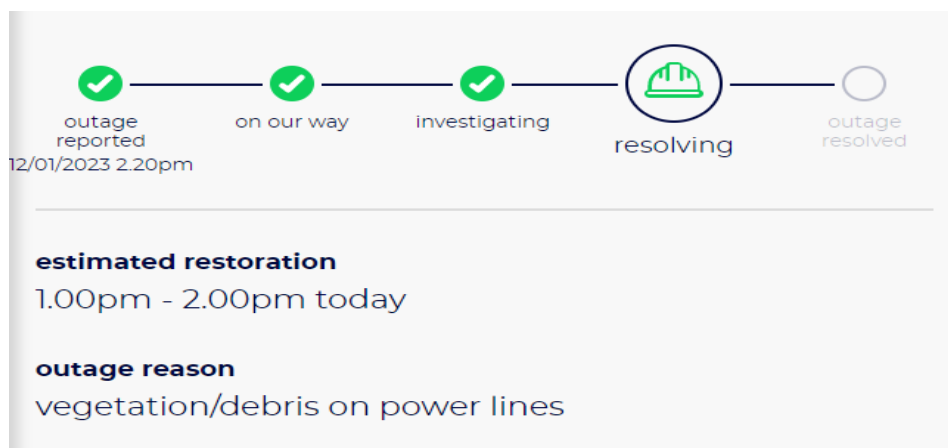 outage
reported
12/01/2023 2.20pm
on our way
investigating
resolving
outage
resolved
estimated restoration
1.00pm - 2.00pm today
outage reason
vegetation/debris on power lines